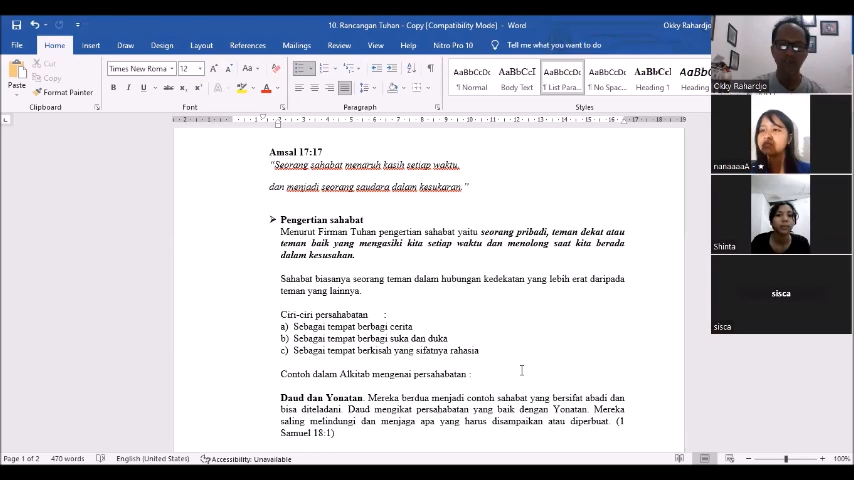 10. Rancangan Tuhan - Copy [Compatibility Mode] - Word
Okky Rahardjo
File Home Insert Draw Design Layout References Mailings Review View Help Nitro Pro 10 Tell me what you want to do
Paste
Cut
Copy
Format Painter
Times New Roma 12
Clipboard Font Paragraph Styles
AaBbCcDc AaBbCcI AaBbCcDc AaBbCcDc AaBbCcl AaBbC
¶ Normal Body Text ¶ List Para... ¶ No Spac... Heading 1 Heading
Okky Rahardjo
nanaaaaA - ★
Shinta
sisca
sisca
Amsal 17:17
"Seorang sahabat menaruh kasih setiap waktu,
dan menjadi seorang saudara dalam kesukaran."
➢ Pengertian sahabat
Menurut Firman Tuhan pengertian sahabat yaitu seorang pribadi, teman dekat atau
teman baik yang mengasihi kita setiap waktu dan menolong saat kita berada
dalam kesusahan.
Sahabat biasanya seorang teman dalam hubungan kedekatan yang lebih erat daripada
teman yang lainnya.
Ciri-ciri persahabatan :
a) Sebagai tempat berbagi cerita
b) Sebagai tempat berbagi suka dan duka
c) Sebagai tempat berkisah yang sifatnya rahasia
Contoh dalam Alkitab mengenai persahabatan :
Daud dan Yonatan. Mereka berdua menjadi contoh sahabat yang bersifat abadi dan
bisa diteladani. Daud mengikat persahabatan yang baik dengan Yonatan. Mereka
saling melindungi dan menjaga apa yang harus disampaikan atau diperbuat. (1
Samuel 18:1)
Page 1 of 2 470 words English (United States) Accessibility: Unavailable 100%